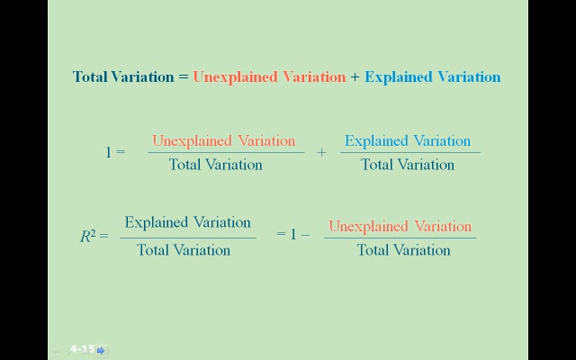 Total Variation = Unexplained Variation + Explained Variation
1 = Unexplained Variation / Total Variation + Explained Variation / Total Variation
R² = Explained Variation / Total Variation = 1 – Unexplained Variation / Total Variation
4-15